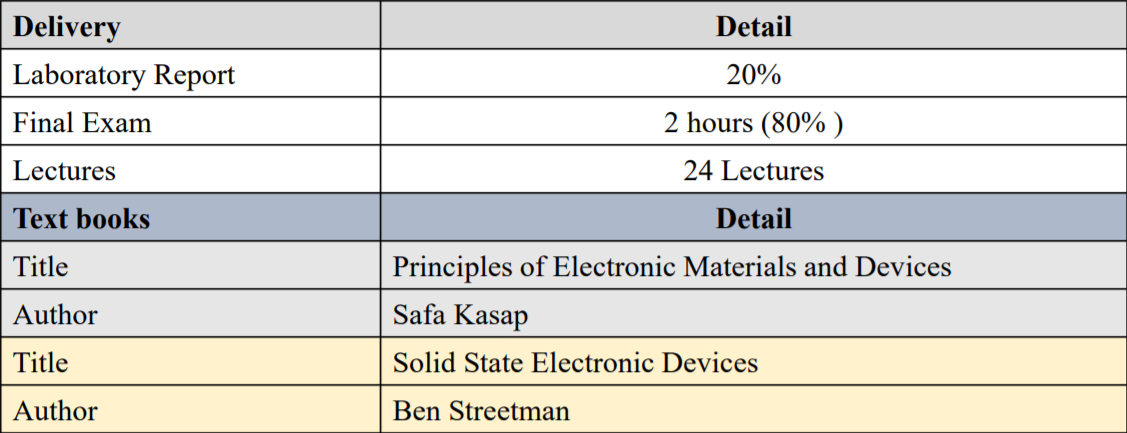 Delivery Detail
Laboratory Report 20%
Final Exam 2 hours (80% )
Lectures 24 Lectures
Text books Detail
Title Principles of Electronic Materials and Devices
Author Safa Kasap
Title Solid State Electronic Devices
Author Ben Streetman